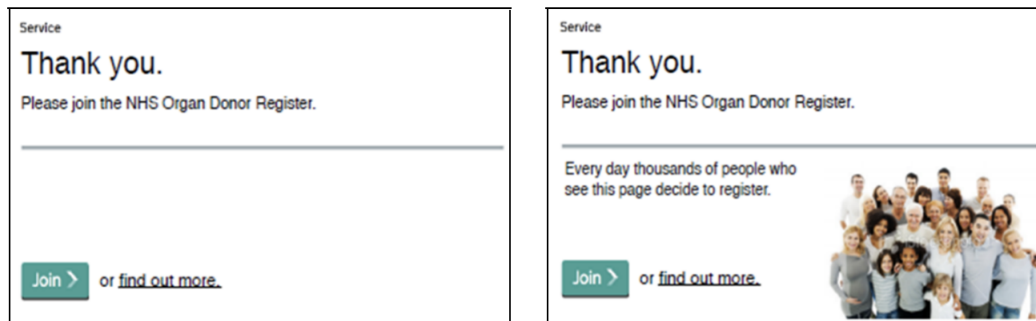 Service
Thank you.
Please join the NHS Organ Donor Register.
Join >
or find out more.
Service
Thank you.
Please join the NHS Organ Donor Register.
Every day thousands of people who
see this page decide to register.
Join >
or find out more.